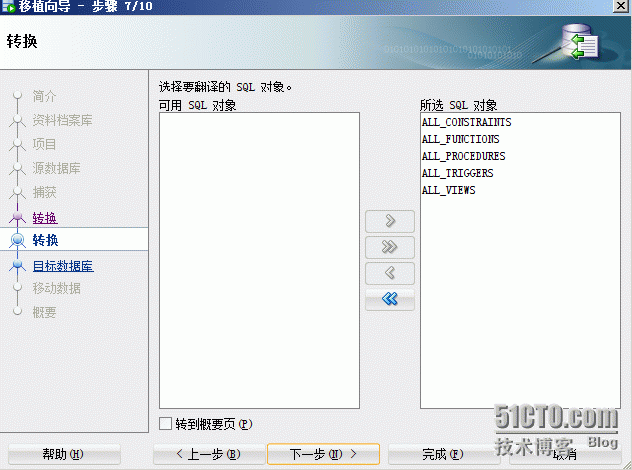 移植向导 - 步骤 7/10
转换
简介
资料档案库
项目
源数据库
捕获
转换
转换
目标数据库
移动数据
概要
选择要翻译的 SQL 对象。
可用 SQL 对象
所选 SQL 对象
ALL_CONSTRAINTS
ALL_FUNCTIONS
ALL_PROCEDURES
ALL_TRIGGERS
ALL_VIEWS
转到概要页(P)
帮助(H)
上一步(B)
下一步(N)
完成(F)
取消
51CTO.com
技术博客 Blog